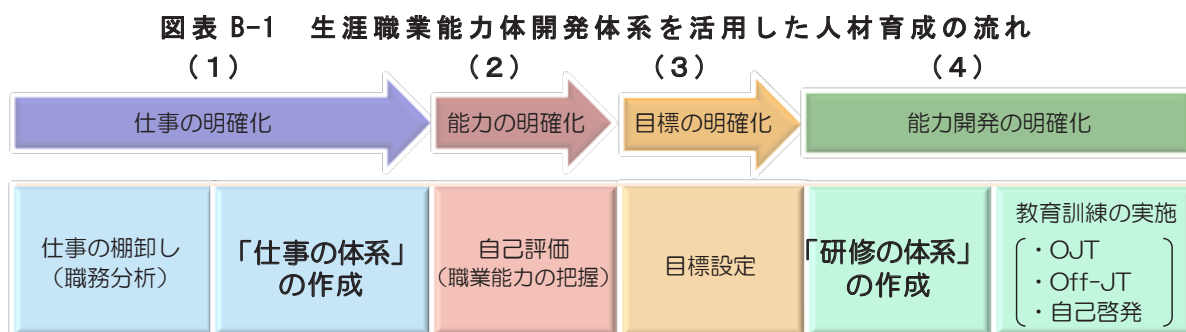 図表 B-1 生涯職業能力体開発体系を活用した人材育成の流れ
(1)
(2)
(3)
(4)
仕事の明確化
能力の明確化
目標の明確化
能力開発の明確化
仕事の棚卸し
(職務分析)
「仕事の体系」
の作成
自己評価
(職業能力の把握)
目標設定
「研修の体系」
の作成
教育訓練の実施
・OJT
・Off-JT
・自己啓発